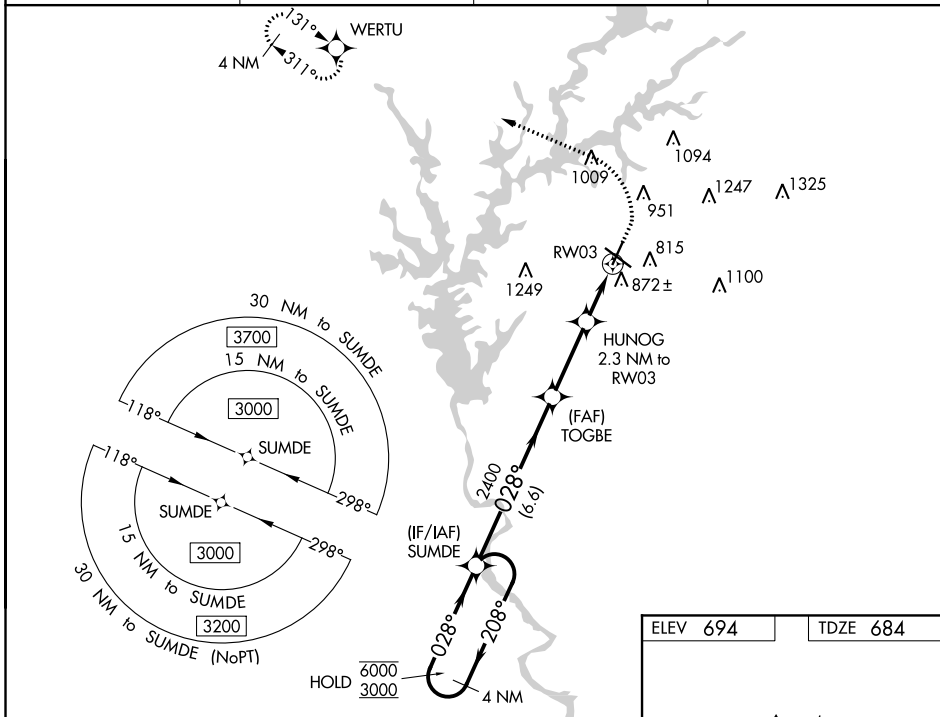 131°
WERTU
4 NM
311°
1094
1009
1247
1325
951
RW03
815
1249
872±
1100
HUNOG
2.3 NM to
RW03
30 NM to SUMDE
3700
15 NM to SUMDE
3000
118°
SUMDE
298°
(FAF)
TOGBE
2400
028°
(6.6)
118°
SUMDE
298°
3000
15 NM to SUMDE
3200
30 NM to SUMDE (NoPT)
(IF/IAF)
SUMDE
028°
208°
HOLD
6000
3000
4 NM
ELEV 694
TDZE 684